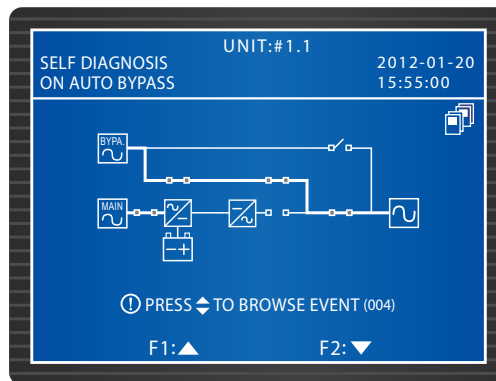 UNIT:#1.1
SELF DIAGNOSIS
2012-01-20
ON AUTO BYPASS
15:55:00
BYPA.
MAIN
PRESS TO BROWSE EVENT (004)
F1:
F2: